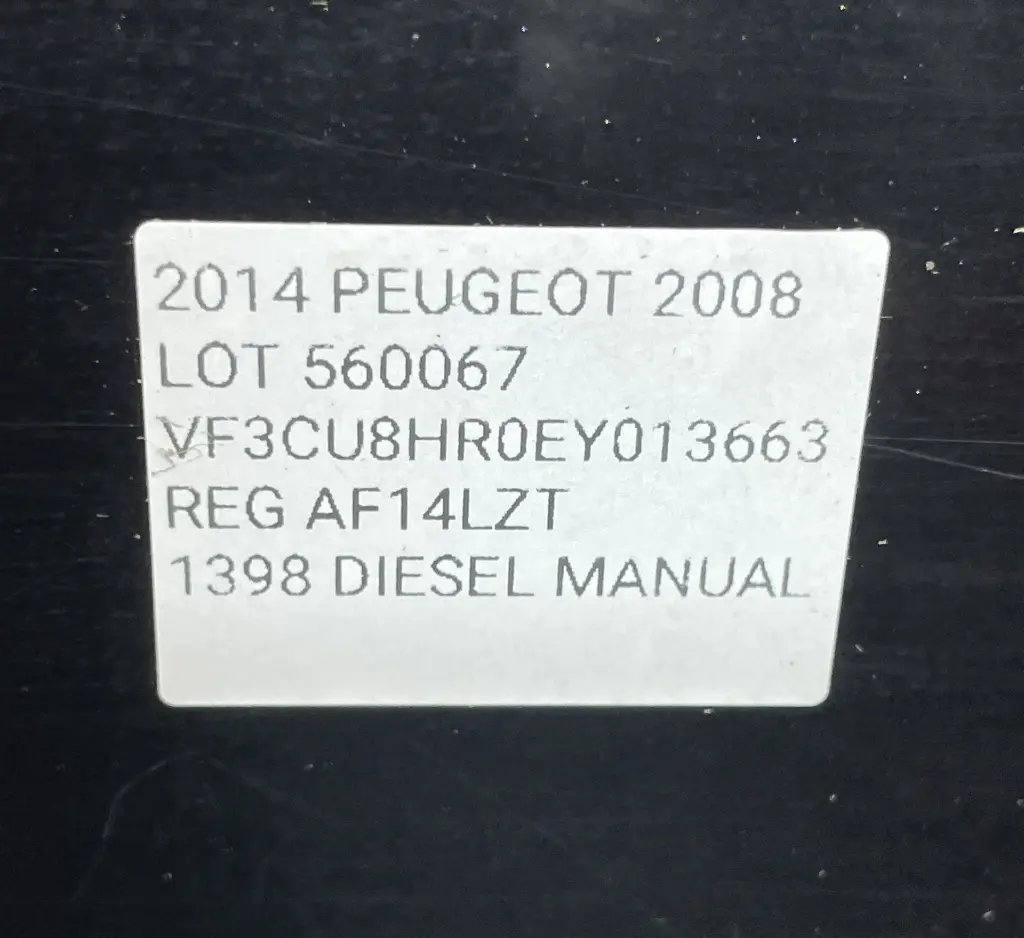 2014 PEUGEOT 2008
LOT 560067
VF3CU8HR0EY013663
REG AF14LZT
1398 DIESEL MANUAL